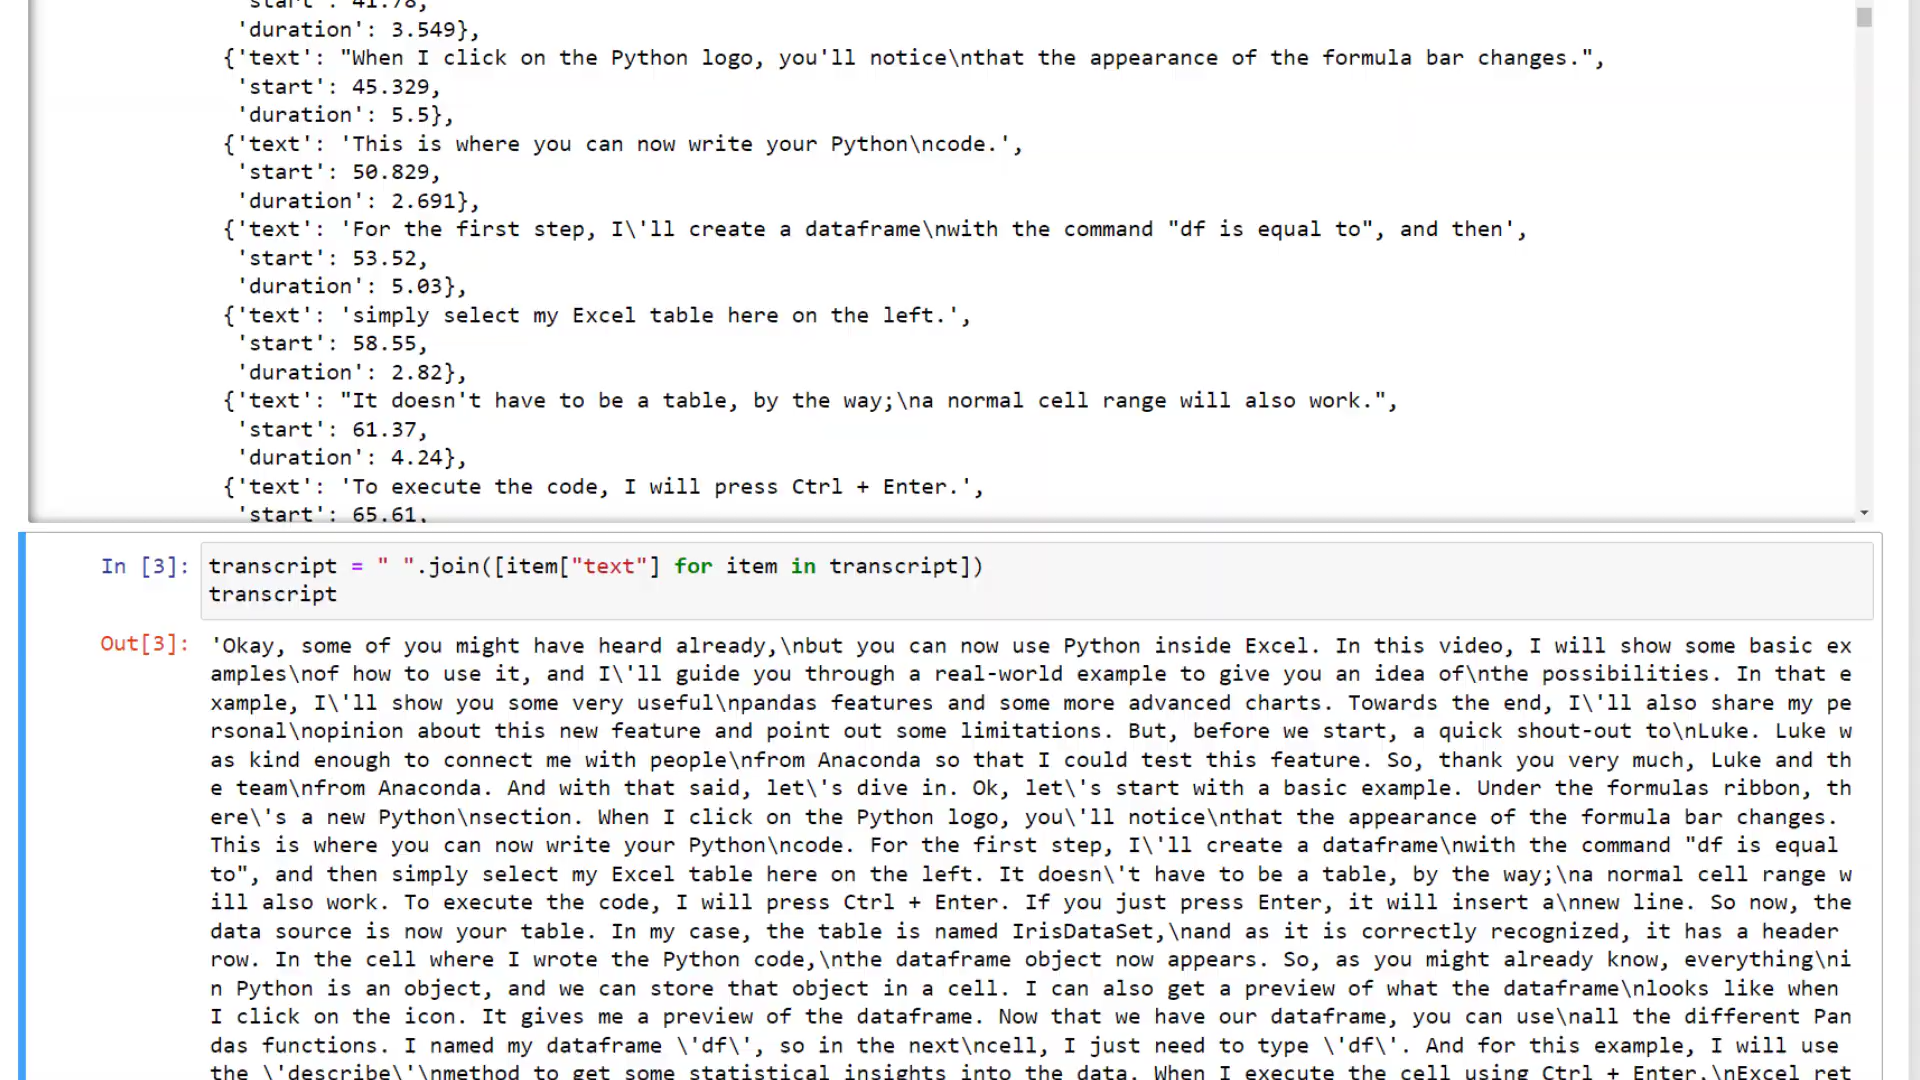 'start': 41.78,
'duration': 3.549},
{'text': "When I click on the Python logo, you'll notice\nthat the appearance of the formula bar changes.",
'start': 45.329,
'duration': 5.5},
{'text': 'This is where you can now write your Python\ncode.',
'start': 50.829,
'duration': 2.691},
{'text': 'For the first step, I\'ll create a dataframe\nwith the command "df is equal to", and then',
'start': 53.52,
'duration': 5.03},
{'text': 'simply select my Excel table here on the left.',
'start': 58.55,
'duration': 2.82},
{'text': "It doesn't have to be a table, by the way;\na normal cell range will also work.",
'start': 61.37,
'duration': 4.24},
{'text': 'To execute the code, I will press Ctrl + Enter.',
'start': 65.61,
In [3]: transcript = " ".join([item["text"] for item in transcript])
transcript
Out[3]: 'Okay, some of you might have heard already,\nbut you can now use Python inside Excel. In this video, I will show some basic ex
amples\nof how to use it, and I\'ll guide you through a real-world example to give you an idea of\nthe possibilities. In that e
xample, I\'ll show you some very useful\npandas features and some more advanced charts. Towards the end, I\'ll also share my pe
rsonal\nopinion about this new feature and point out some limitations. But, before we start, a quick shout-out to\nLuke. Luke w
as kind enough to connect me with people\nfrom Anaconda so that I could test this feature. So, thank you very much, Luke and th
e team\nfrom Anaconda. And with that said, let\'s dive in. Ok, let\'s start with a basic example. Under the formulas ribbon, th
ere\'s a new Python\nsection. When I click on the Python logo, you\'ll notice\nthat the appearance of the formula bar changes.
This is where you can now write your Python\ncode. For the first step, I\'ll create a dataframe\nwith the command "df is equal
to", and then simply select my Excel table here on the left. It doesn\'t have to be a table, by the way;\na normal cell range w
ill also work. To execute the code, I will press Ctrl + Enter. If you just press Enter, it will insert a\nnew line. So now, the
data source is now your table. In my case, the table is named IrisDataSet,\nand as it is correctly recognized, it has a header
row. In the cell where I wrote the Python code,\nthe dataframe object now appears. So, as you might already know, everything\ni
n Python is an object, and we can store that object in a cell. I can also get a preview of what the dataframe\nlooks like when
I click on the icon. It gives me a preview of the dataframe. Now that we have our dataframe, you can use\nall the different Pan
das functions. I named my dataframe \'df\', so in the next\ncell, I just need to type \'df\'. And for this example, I will use
the \'describe\'\nmethod to get some statistical insights into the data. When I execute the cell using Ctrl + Enter,\nExcel ret